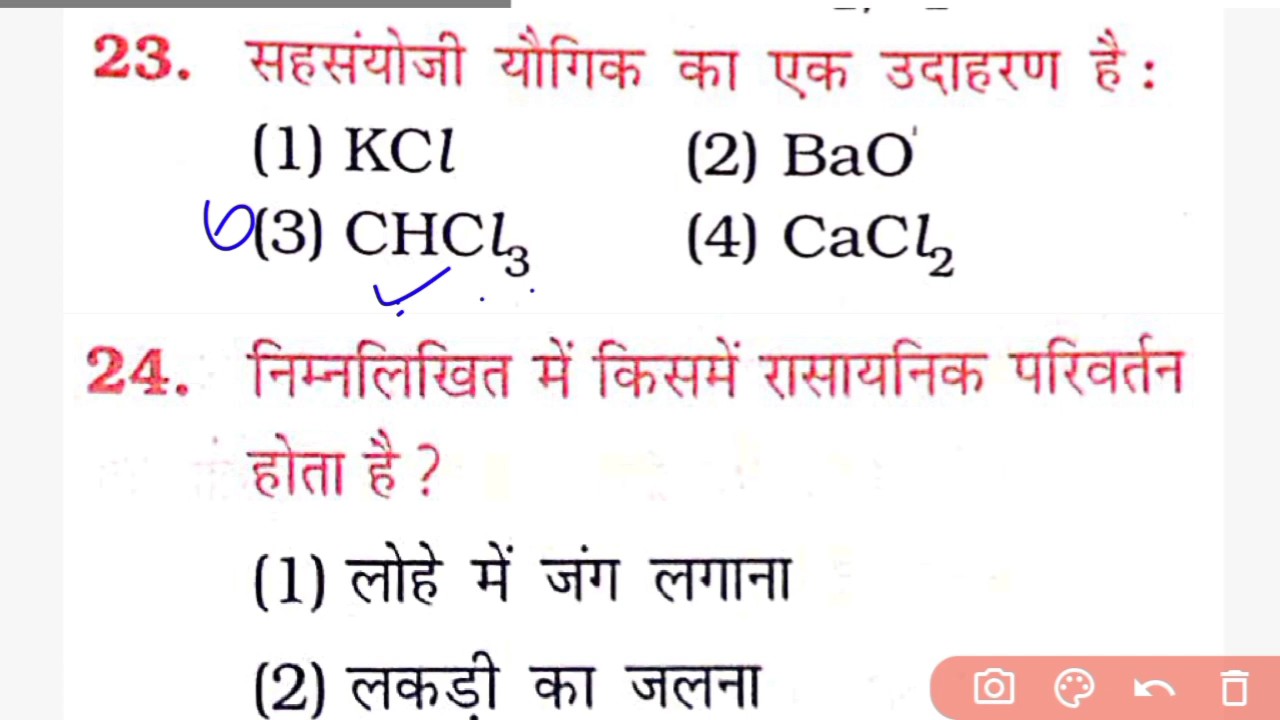 23. सहसंयोजी यौगिक का एक उदाहरण है :
(1) KCl (2) BaO
(3) CHCl₃ (4) CaCl₂
24. निम्नलिखित में किसमें रासायनिक परिवर्तन
होता है ?
(1) लोहे में जंग लगाना
(2) लकड़ी का जलना